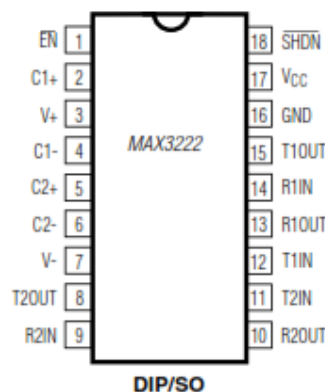 EN 1 18 SHDN
C1+ 2 17 VCC
V+ 3 16 GND
C1- 4 MAX3222 15 T1OUT
C2+ 5 14 R1IN
C2- 6 13 R1OUT
V- 7 12 T1IN
T2OUT 8 11 T2IN
R2IN 9 10 R2OUT
DIP/SO